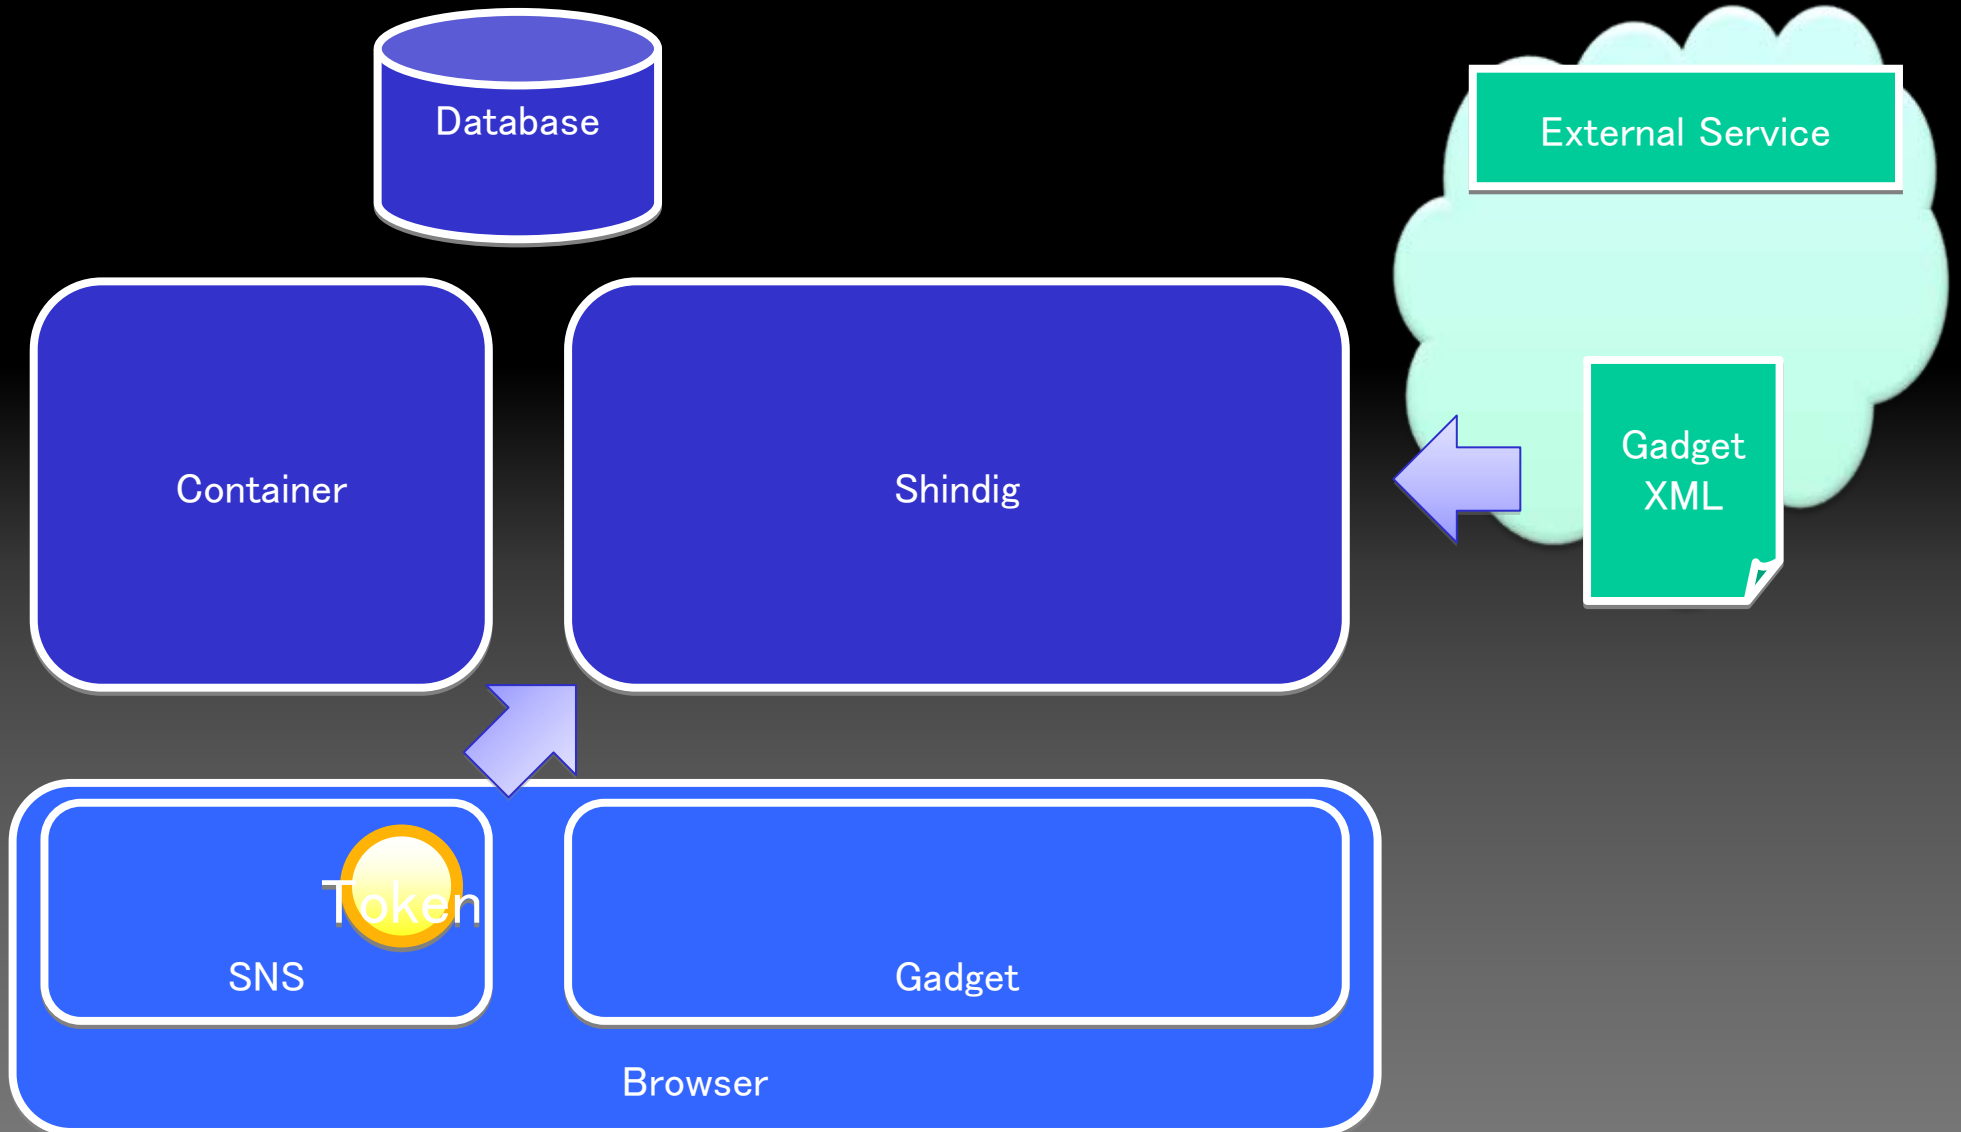 Database
External Service
Container
Shindig
Gadget
XML
Token
SNS
Gadget
Browser